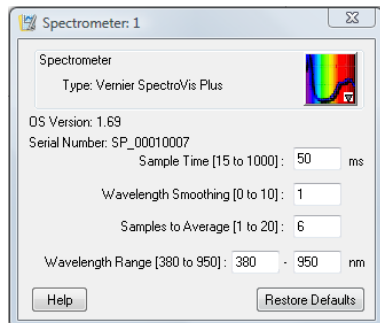 Spectrometer: 1
Spectrometer
Type: Vernier SpectroVis Plus
OS Version: 1.69
Serial Number: SP_00010007
Sample Time [15 to 1000] : 50 ms
Wavelength Smoothing [0 to 10] : 1
Samples to Average [1 to 20] : 6
Wavelength Range [380 to 950] : 380 - 950 nm
Help Restore Defaults